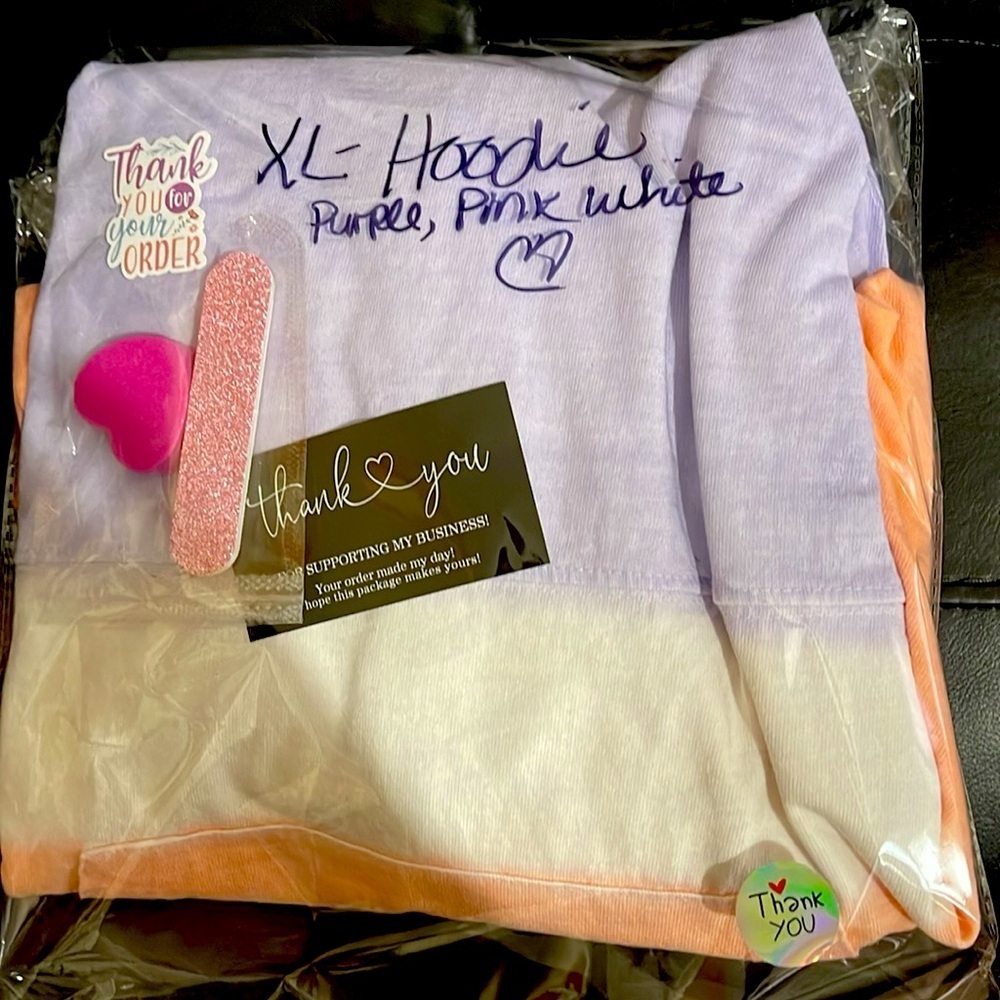 XL- Hoodie
Purple, Pink White
Thank
YOU for
your
ORDER
thank you
SUPPORTING MY BUSINESS!
Your order made my day!
hope this package makes yours!
Thank
YOU